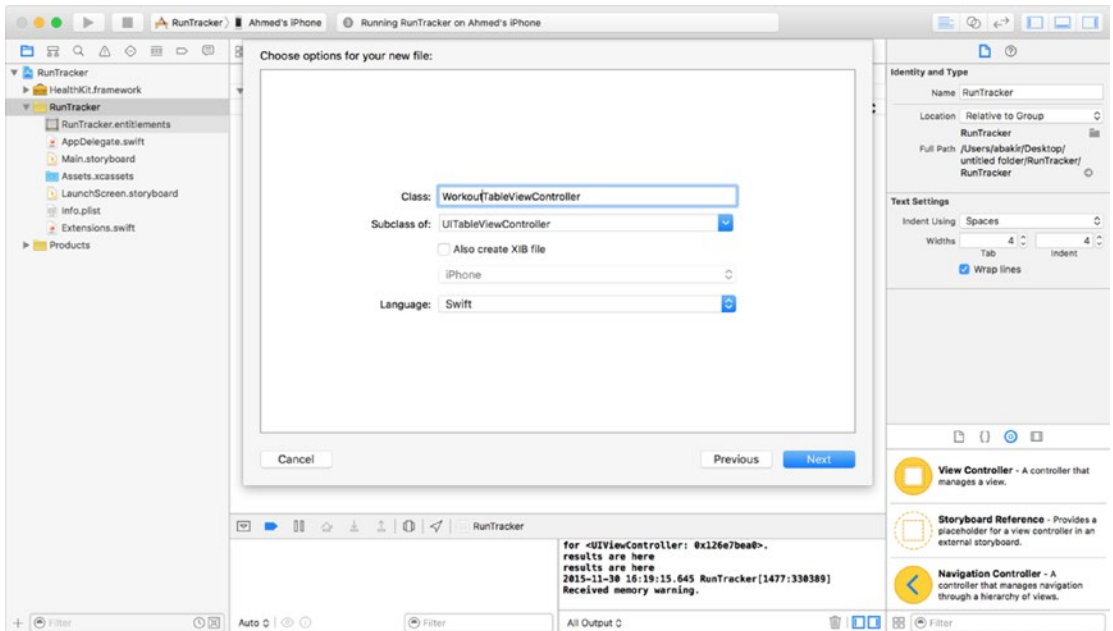 RunTracker
Ahmed's iPhone
Running RunTracker on Ahmed's iPhone
RunTracker
HealthKit.framework
RunTracker
RunTracker.entitlements
AppDelegate.swift
Main.storyboard
Assets.xcassets
LaunchScreen.storyboard
Info.plist
Extensions.swift
Products
Filter
Choose options for your new file:
Class: WorkoutTableViewController
Subclass of: UITableViewController
Also create XIB file
iPhone
Language: Swift
Cancel
Previous
Next
RunTracker
for <UIViewController: 0x126e7bea0>.
results are here
results are here
2015-11-30 16:19:15.645 RunTracker[1477:330389]
Received memory warning.
Auto
Filter
All Output
Identity and Type
Name RunTracker
Location Relative to Group
RunTracker
Full Path /Users/abakir/Desktop/
untitled folder/RunTracker/
RunTracker
Text Settings
Indent Using Spaces
Widths 4 4
Tab Indent
Wrap lines
{}
View Controller - A controller that
manages a view.
Storyboard Reference - Provides a
placeholder for a view controller in an
external storyboard.
Navigation Controller - A
controller that manages navigation
through a hierarchy of views.
Filter